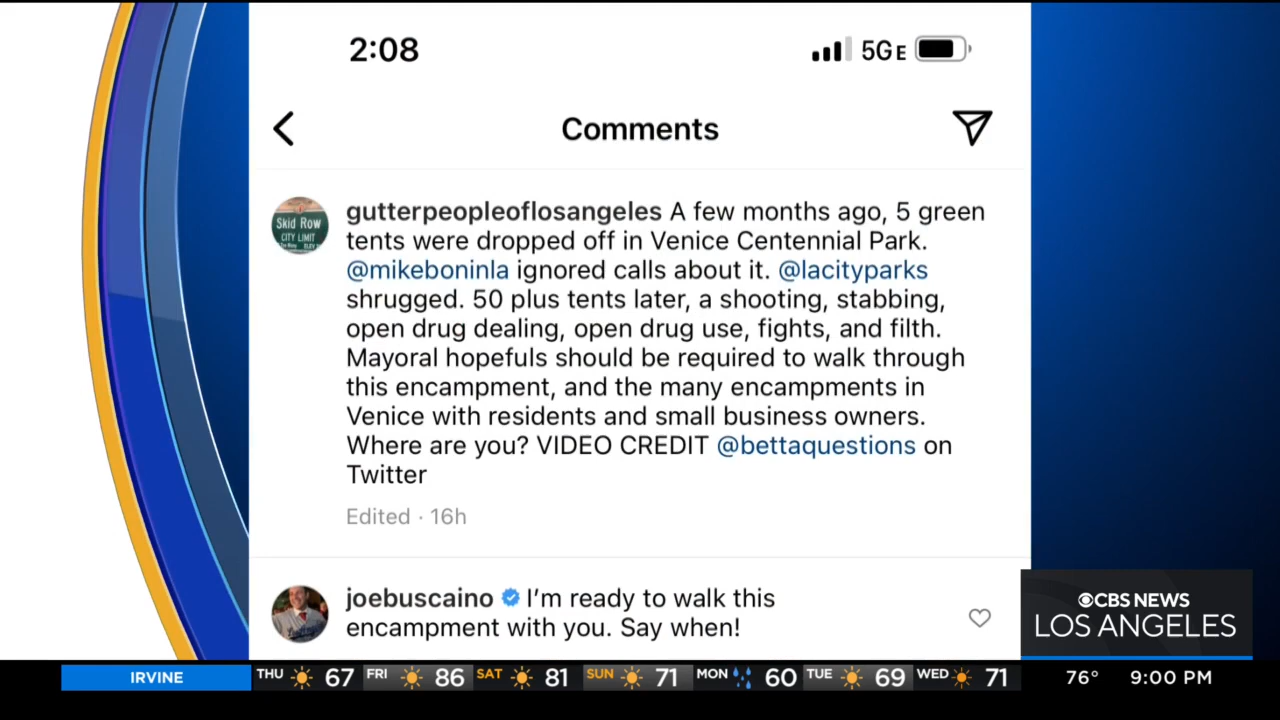 2:08
5GE
Comments
Skid Row
CITY LIMIT
gutterpeopleoflosangeles A few months ago, 5 green
tents were dropped off in Venice Centennial Park.
@mikeboninla ignored calls about it. @lacityparks
shrugged. 50 plus tents later, a shooting, stabbing,
open drug dealing, open drug use, fights, and filth.
Mayoral hopefuls should be required to walk through
this encampment, and the many encampments in
Venice with residents and small business owners.
Where are you? VIDEO CREDIT @bettaquestions on
Twitter
Edited · 16h
joebuscaino I'm ready to walk this
encampment with you. Say when!
CBS NEWS
LOS ANGELES
IRVINE THU 67 FRI 86 SAT 81 SUN 71 MON 60 TUE 69 WED 71 76° 9:00 PM